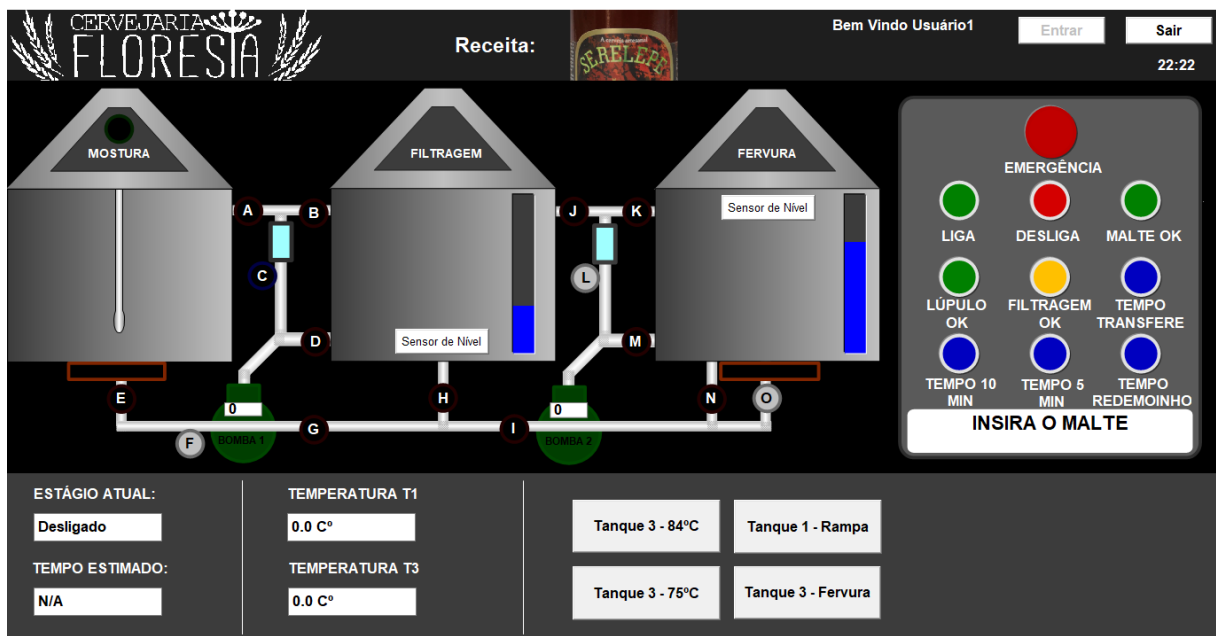 CERVEJARIA
FLORESTA
Receita:
A cerveja artesanal
SERELEPE
Bem Vindo Usuário1
Entrar
Sair
22:22
MOSTURA
FILTRAGEM
FERVURA
Sensor de Nível
Sensor de Nível
A
B
C
D
E
F
G
H
I
J
K
L
M
N
O
0
BOMBA 1
0
BOMBA 2
EMERGÊNCIA
LIGA
DESLIGA
MALTE OK
LÚPULO
OK
FILTRAGEM
OK
TEMPO
TRANSFERE
TEMPO 10
MIN
TEMPO 5
MIN
TEMPO
REDEMOINHO
INSIRA O MALTE
ESTÁGIO ATUAL:
Desligado
TEMPO ESTIMADO:
N/A
TEMPERATURA T1
0.0 Cº
TEMPERATURA T3
0.0 Cº
Tanque 3 - 84ºC
Tanque 1 - Rampa
Tanque 3 - 75ºC
Tanque 3 - Fervura